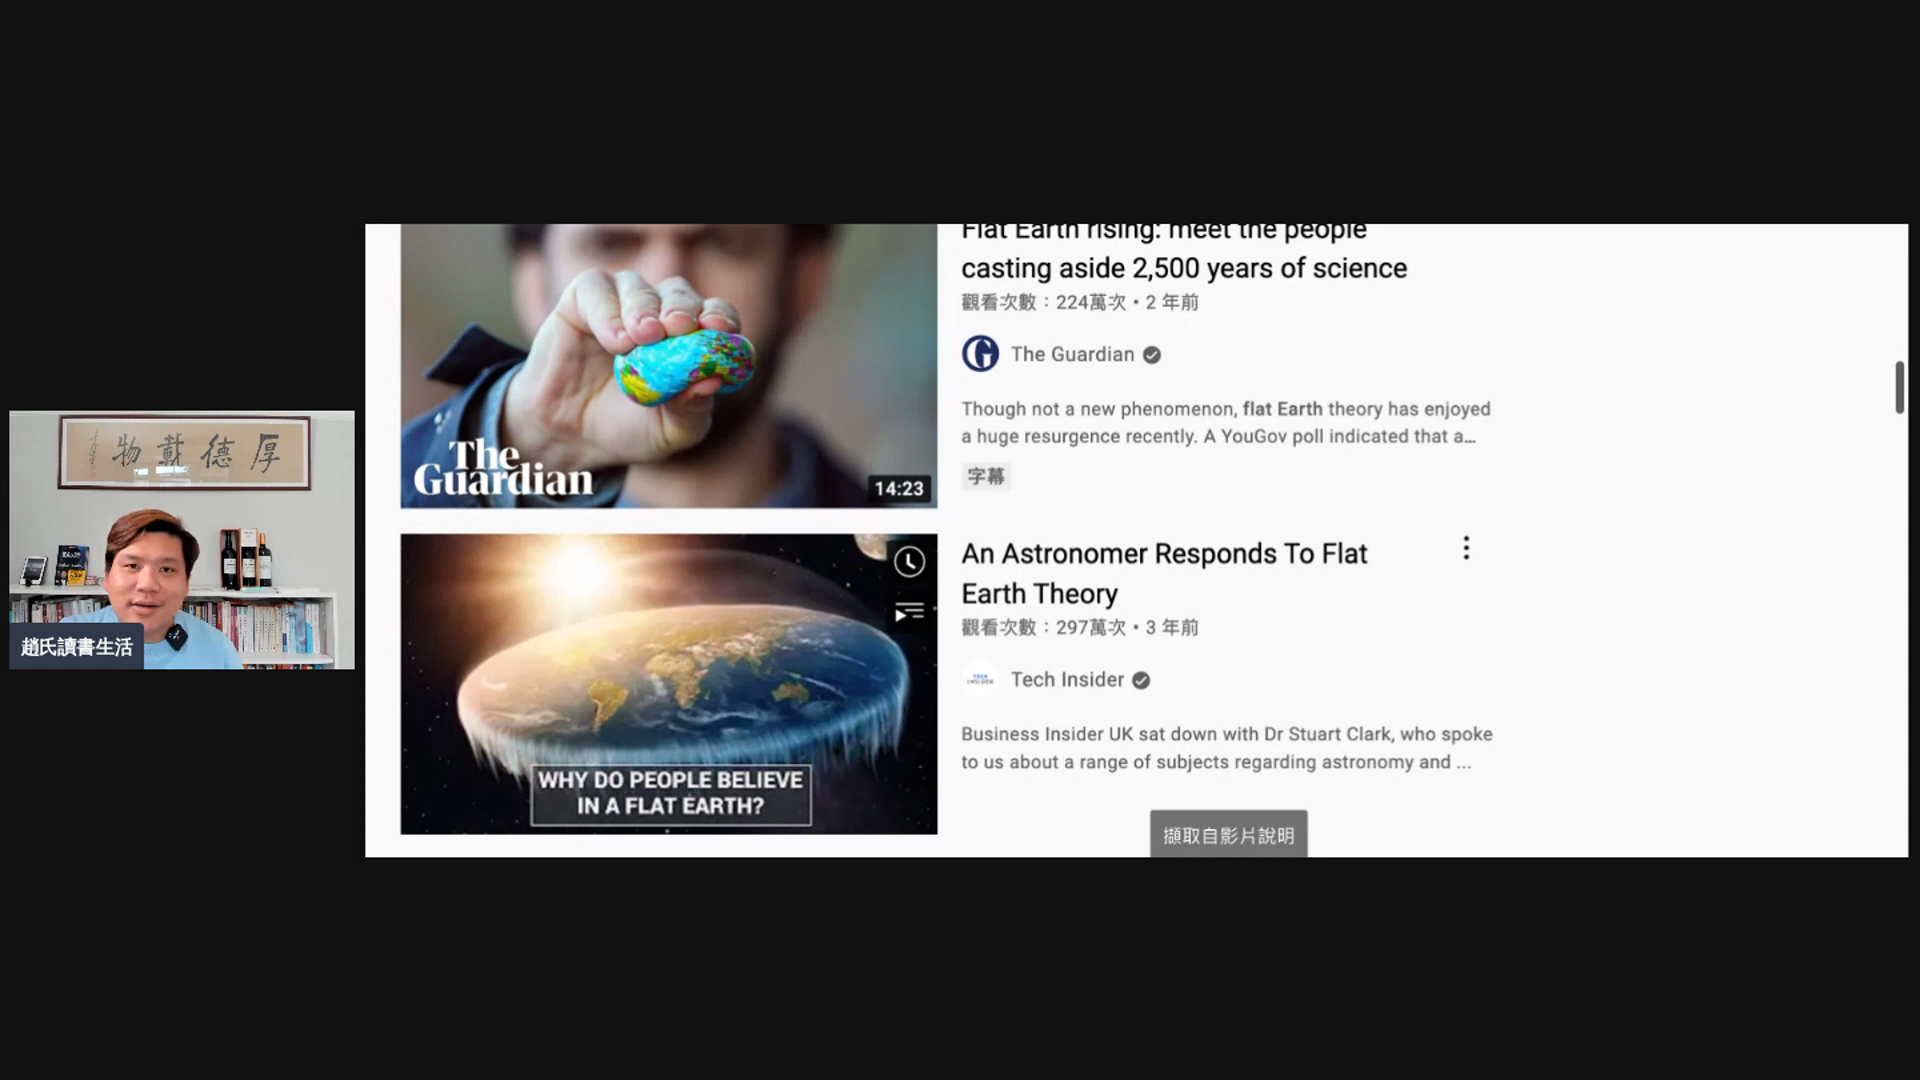 物載德厚
趙氏讀書生活
The
Guardian
14:23
Flat Earth rising: meet the people
casting aside 2,500 years of science
觀看次數：224萬次・2 年前
The Guardian
Though not a new phenomenon, flat Earth theory has enjoyed
a huge resurgence recently. A YouGov poll indicated that a...
字幕
WHY DO PEOPLE BELIEVE
IN A FLAT EARTH?
An Astronomer Responds To Flat
Earth Theory
觀看次數：297萬次・3 年前
TECH
INSIDER
Tech Insider
Business Insider UK sat down with Dr Stuart Clark, who spoke
to us about a range of subjects regarding astronomy and ...
擷取自影片說明